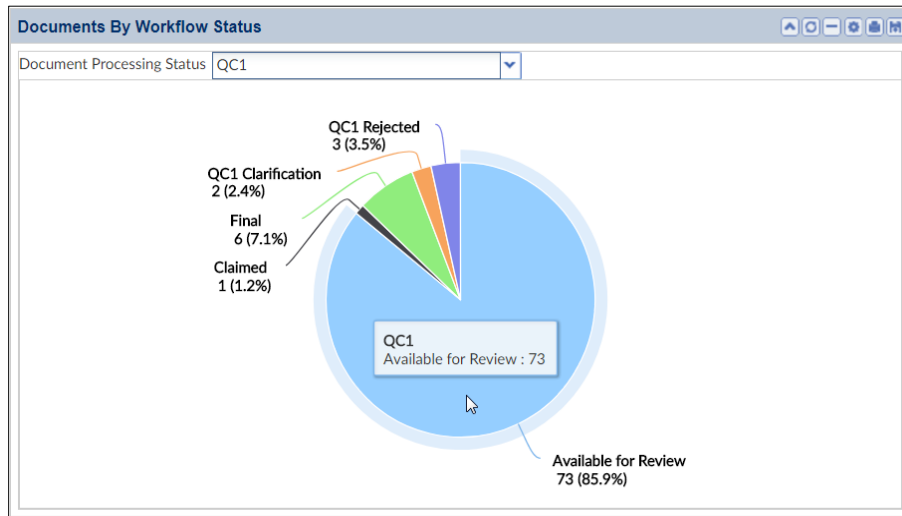 Documents By Workflow Status
Document Processing Status QC1
QC1 Rejected
3 (3.5%)
QC1 Clarification
2 (2.4%)
Final
6 (7.1%)
Claimed
1 (1.2%)
QC1
Available for Review : 73
Available for Review
73 (85.9%)